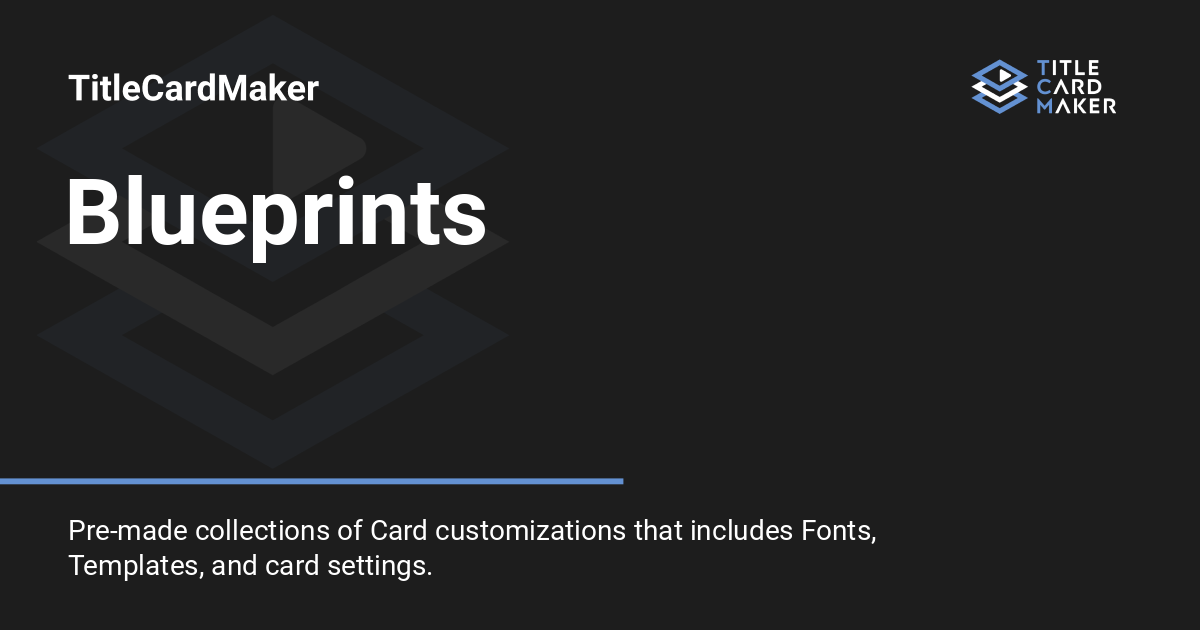 TitleCardMaker
TITLE
CARD
MAKER
Blueprints
Pre-made collections of Card customizations that includes Fonts,
Templates, and card settings.